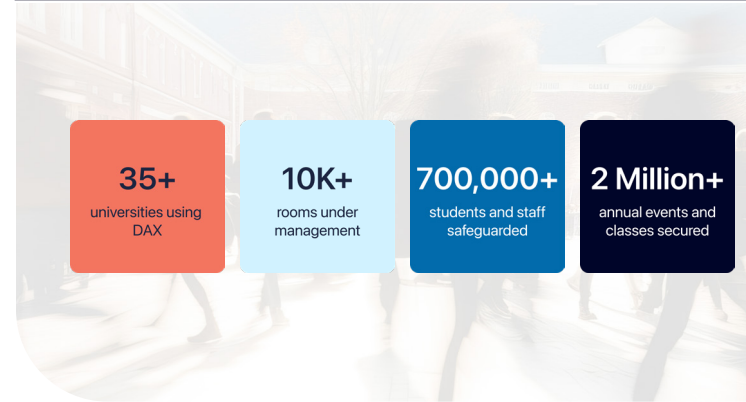 35+
universities using
DAX
10K+
rooms under
management
700,000+
students and staff
safeguarded
2 Million+
annual events and
classes secured